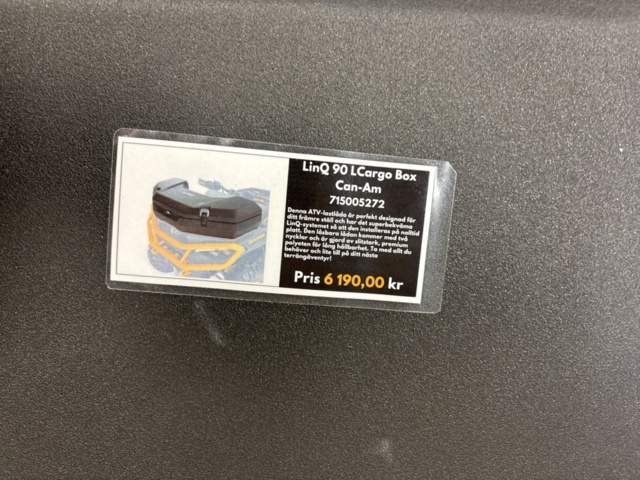 LinQ 90 LCargo Box
Can-Am
715005272
Denna ATV-lastlåda är perfekt designad för
ditt främre ställ och har det superbekväma
LinQ-systemet så att den installeras på nolltid
platt. Den låsbara lådan kommer med två
nycklar och är gjord av slitstark, premium
polyeten för lång hållbarhet. Ta med allt du
behöver och lite till på ditt nästa
terrängäventyr!
Pris 6 190,00 kr